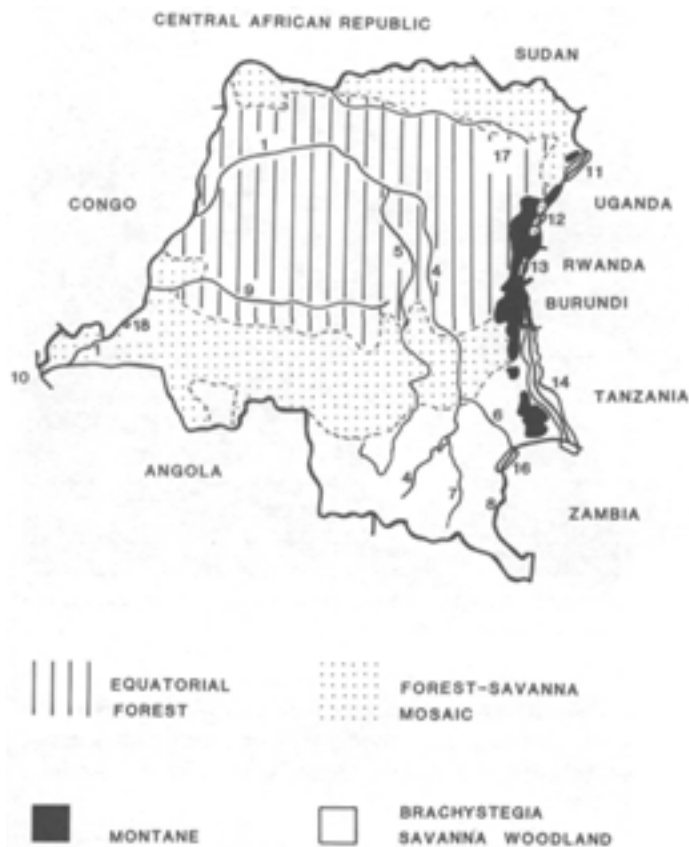 CENTRAL AFRICAN REPUBLIC
SUDAN
1
17
11
CONGO
UGANDA
12
5
4
13
RWANDA
9
BURUNDI
18
10
14
TANZANIA
6
ANGOLA
4
16
7
8
ZAMBIA
EQUATORIAL
FOREST
FOREST-SAVANNA
MOSAIC
MONTANE
BRACHYSTEGIA
SAVANNA WOODLAND